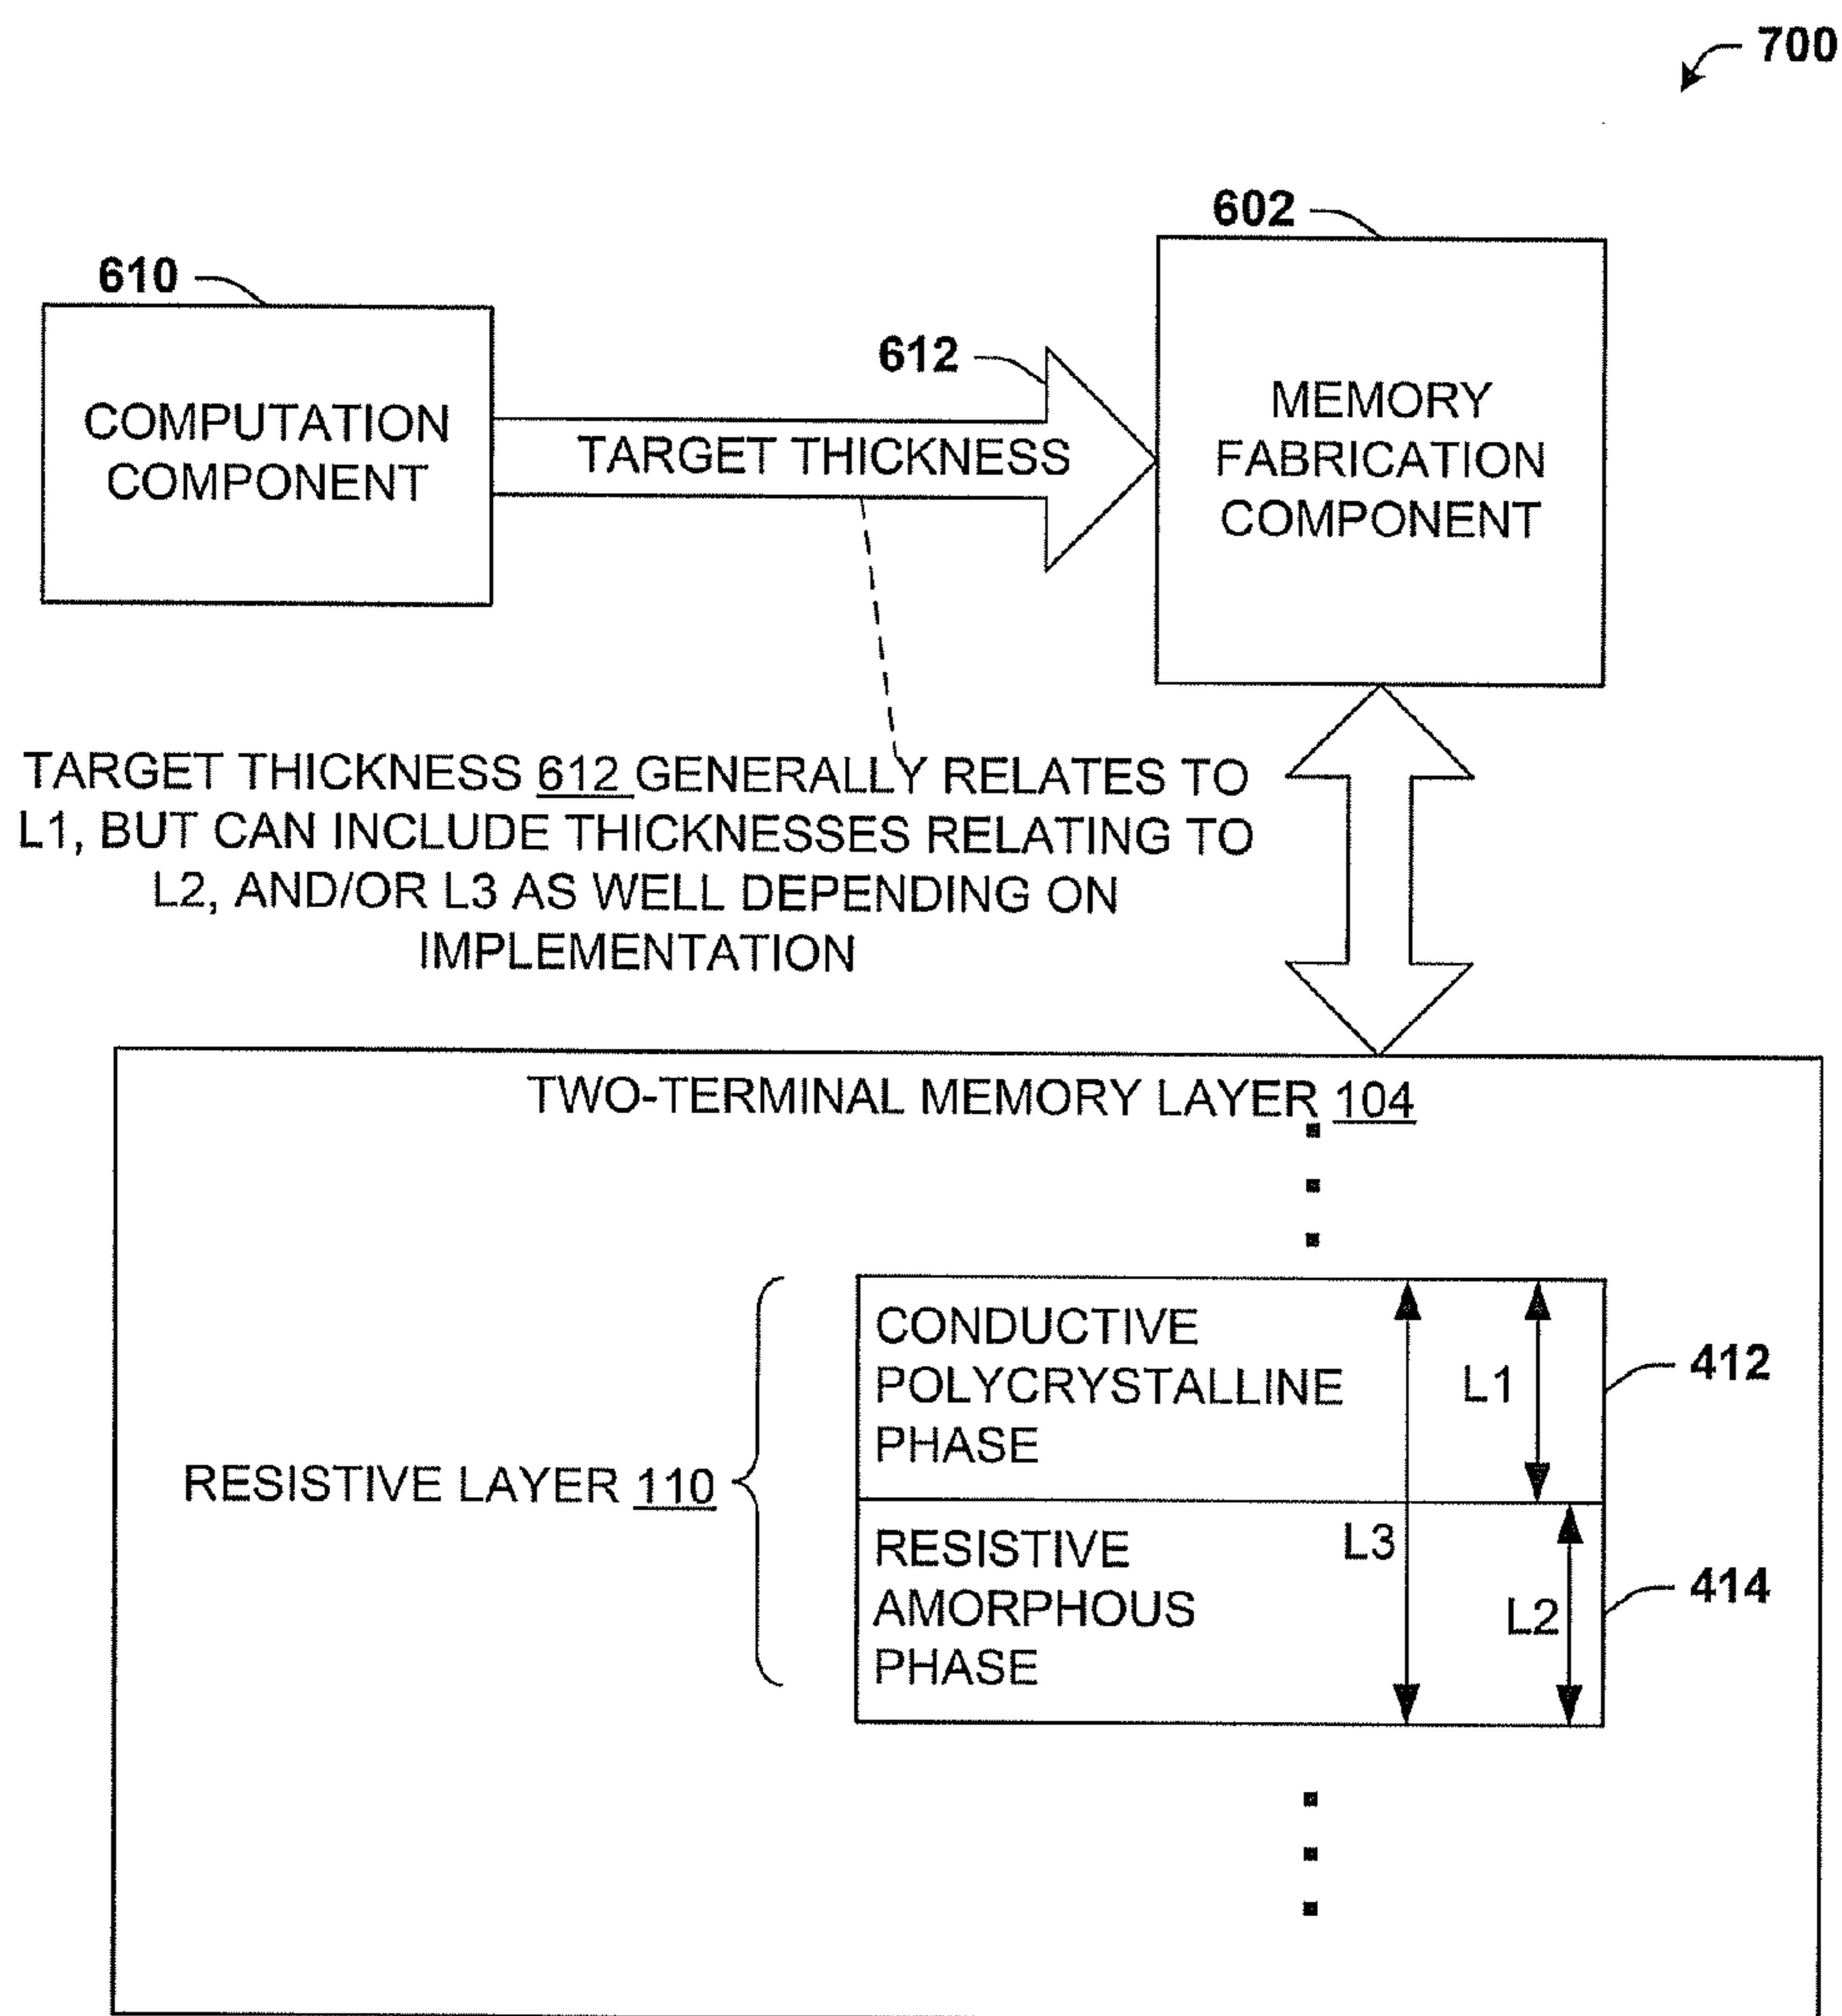 700
602
610
612
COMPUTATION
COMPONENT
TARGET THICKNESS
MEMORY
FABRICATION
COMPONENT
TARGET THICKNESS 612 GENERALLY RELATES TO
L1, BUT CAN INCLUDE THICKNESSES RELATING TO
L2, AND/OR L3 AS WELL DEPENDING ON
IMPLEMENTATION
TWO-TERMINAL MEMORY LAYER 104
CONDUCTIVE
POLYCRYSTALLINE
PHASE
L1
412
RESISTIVE LAYER 110
L3
RESISTIVE
AMORPHOUS
PHASE
L2
414